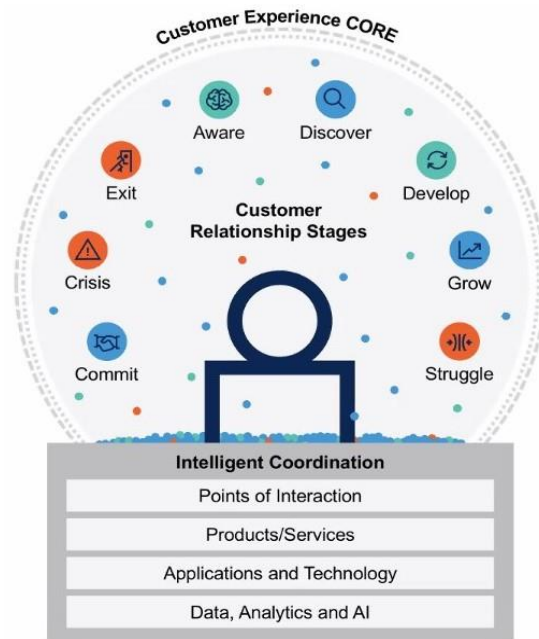 Customer Experience CORE
Aware
Discover
Exit
Develop
Customer
Relationship Stages
Crisis
Grow
Commit
Struggle
Intelligent Coordination
Points of Interaction
Products/Services
Applications and Technology
Data, Analytics and AI